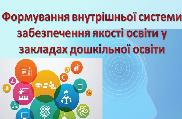 Формування внутрішньої системи
забезпечення якості освіти у
закладах дошкільної освіти